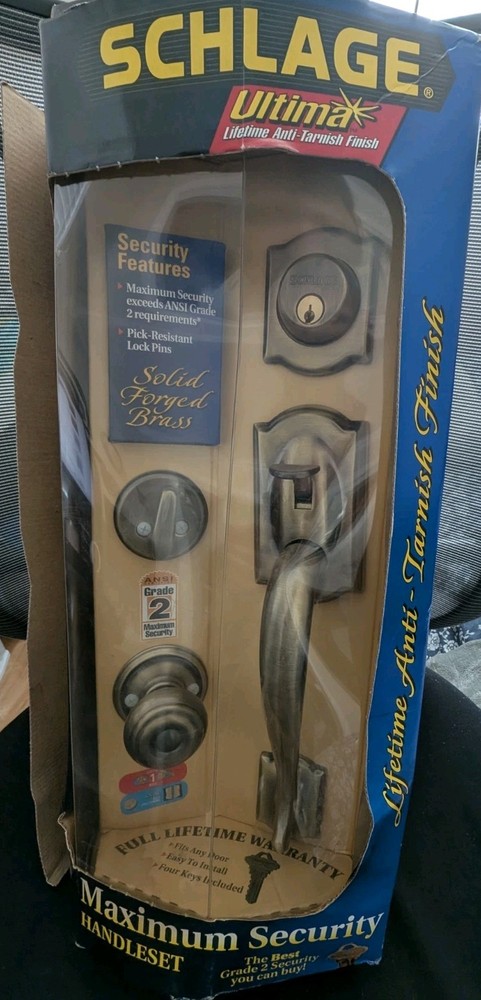 SCHLAGE®
Ultima
Lifetime Anti-Tarnish Finish
Security
Features
Maximum Security
exceeds ANSI Grade
2 requirements*
Pick-Resistant
Lock Pins
Solid
Forged
Brass
SCHLAGE
ANSI
Grade
2
Maximum
Security
1
Lifetime Anti-Tarnish Finish
FULL LIFETIME WARRANTY
Fits Any Door
Easy To Install
Four Keys Included
Maximum Security
HANDLESET
The Best
Grade 2 Security
you can buy!